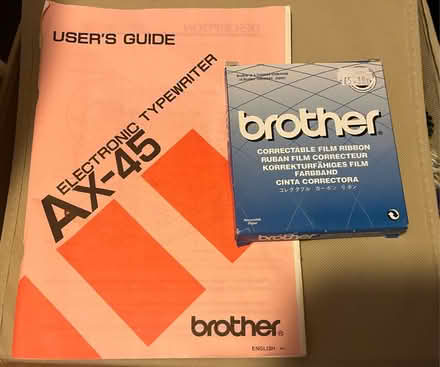 USER'S GUIDE
ELECTRONIC TYPEWRITER
AX-45
brother®
ENGLISH
brother®
CORRECTABLE FILM RIBBON
RUBAN FILM CORRECTEUR
KORREKTURFÄHIGES FILM
FARBBAND
CINTA CORRECTORA
コレクタブル カーボン リボン
brother®